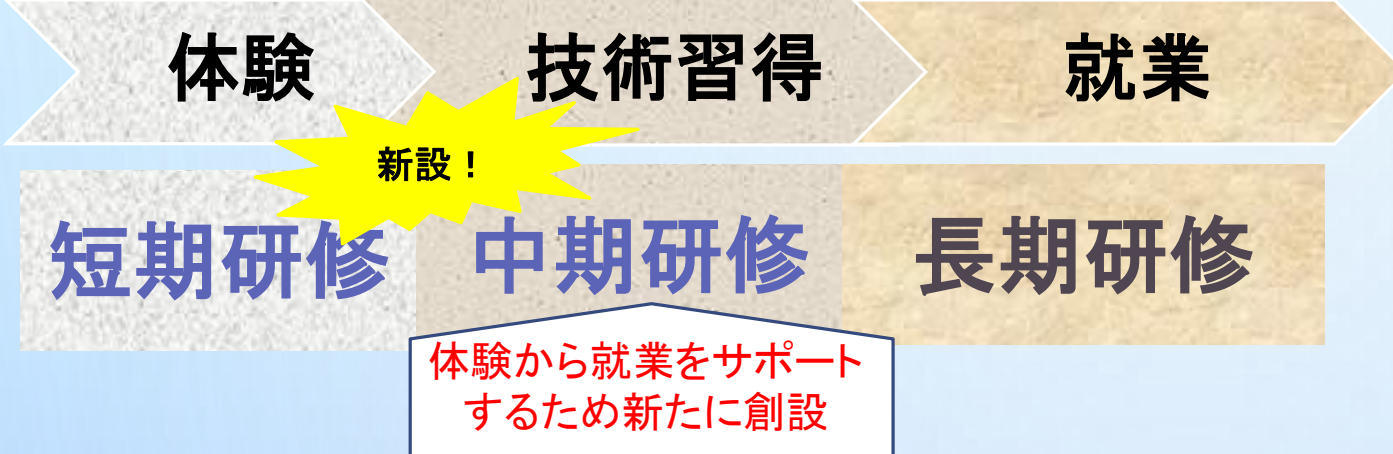 体験
技術習得
就業
新設！
短期研修
中期研修
長期研修
体験から就業をサポート
するため新たに創設